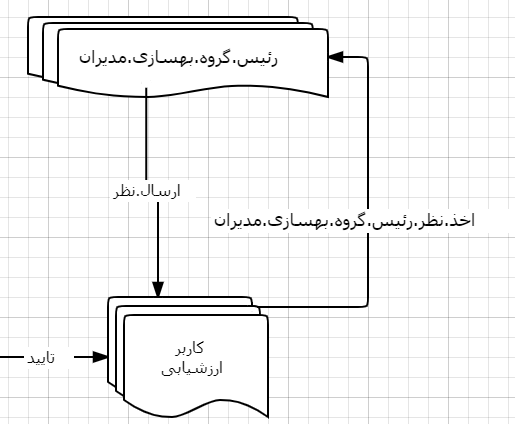 رئیس.گروه.بهسازی.مدیران
ارسال.نظر
اخذ.نظر.رئیس.گروه.بهسازی.مدیران
کاربر
ارزشیابی
تایید